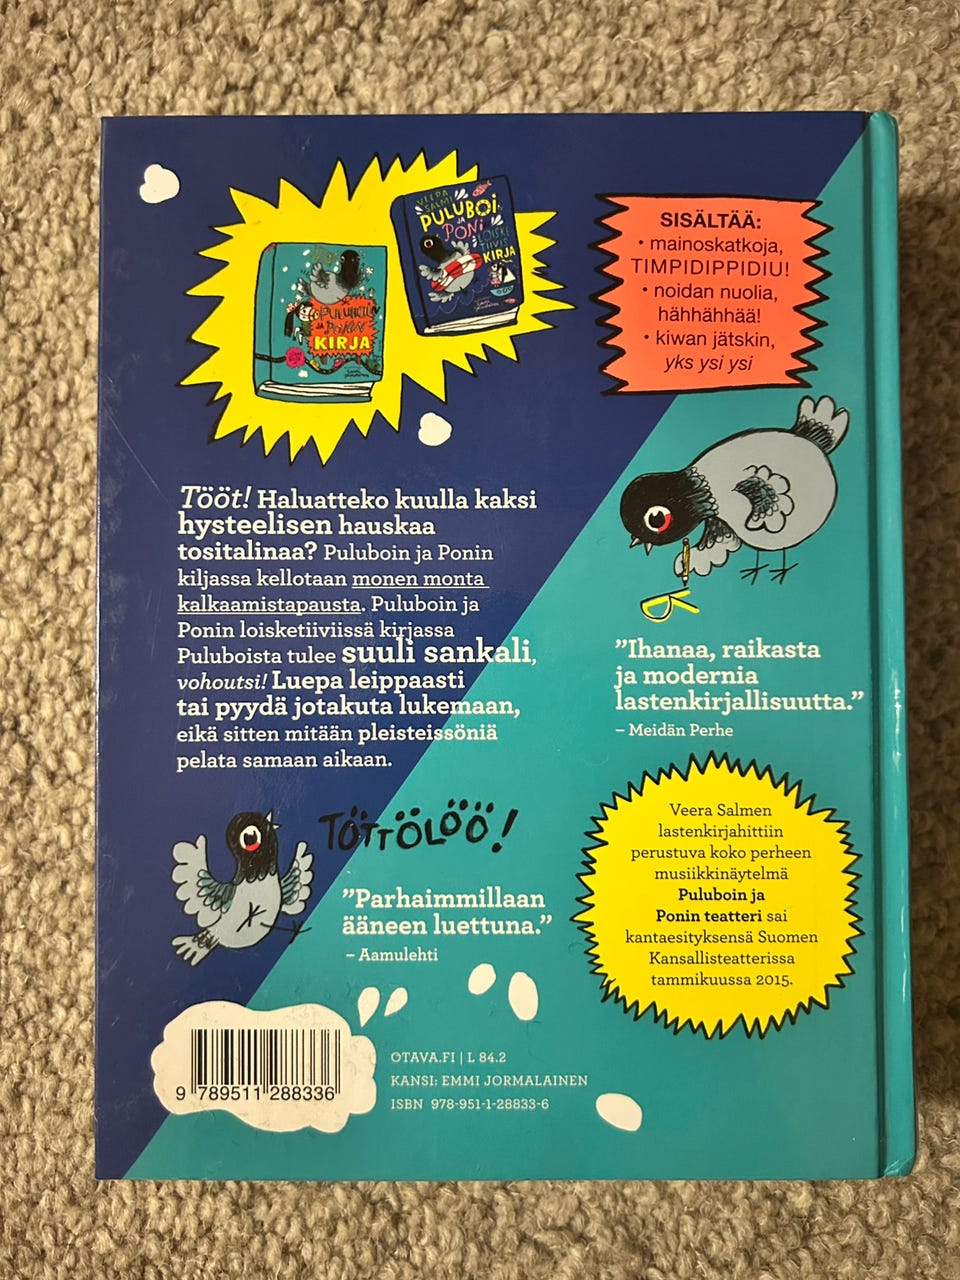 VEERA
SALMI
PULUBOI
JA
PONI
LOISKE
TIIVIS
KIRJA
PULUBOIN
JA PONIN
KIRJA
SISÄLTÄÄ:
• mainoskatkoja,
TIMPIDIPPIDIU!
• noidan nuolia,
hähhähhää!
• kiwan jätskin,
yks ysi ysi
Tööt! Haluatteko kuulla kaksi
hysteelisen hauskaa
tositalinaa? Puluboin ja Ponin
kiljassa kellotaan monen monta
kalkaamistapausta. Puluboin ja
Ponin loisketiiviissä kirjassa
Puluboista tulee suuli sankali,
vohoutsi! Luepa leippaasti
tai pyydä jotakuta lukemaan,
eikä sitten mitään pleisteissöniä
pelata samaan aikaan.
"Ihanaa, raikasta
ja modernia
lastenkirjallisuutta."
– Meidän Perhe
TÖTTÖLÖÖ!
"Parhaimmillaan
ääneen luettuna."
– Aamulehti
Veera Salmen
lastenkirjahittiin
perustuva koko perheen
musiikkinäytelmä
Puluboin ja
Ponin teatteri sai
kantaesityksensä Suomen
Kansallisteatterissa
tammikuussa 2015.
9 789511 288336
OTAVA.FI | L 84.2
KANSI: EMMI JORMALAINEN
ISBN 978-951-1-28833-6